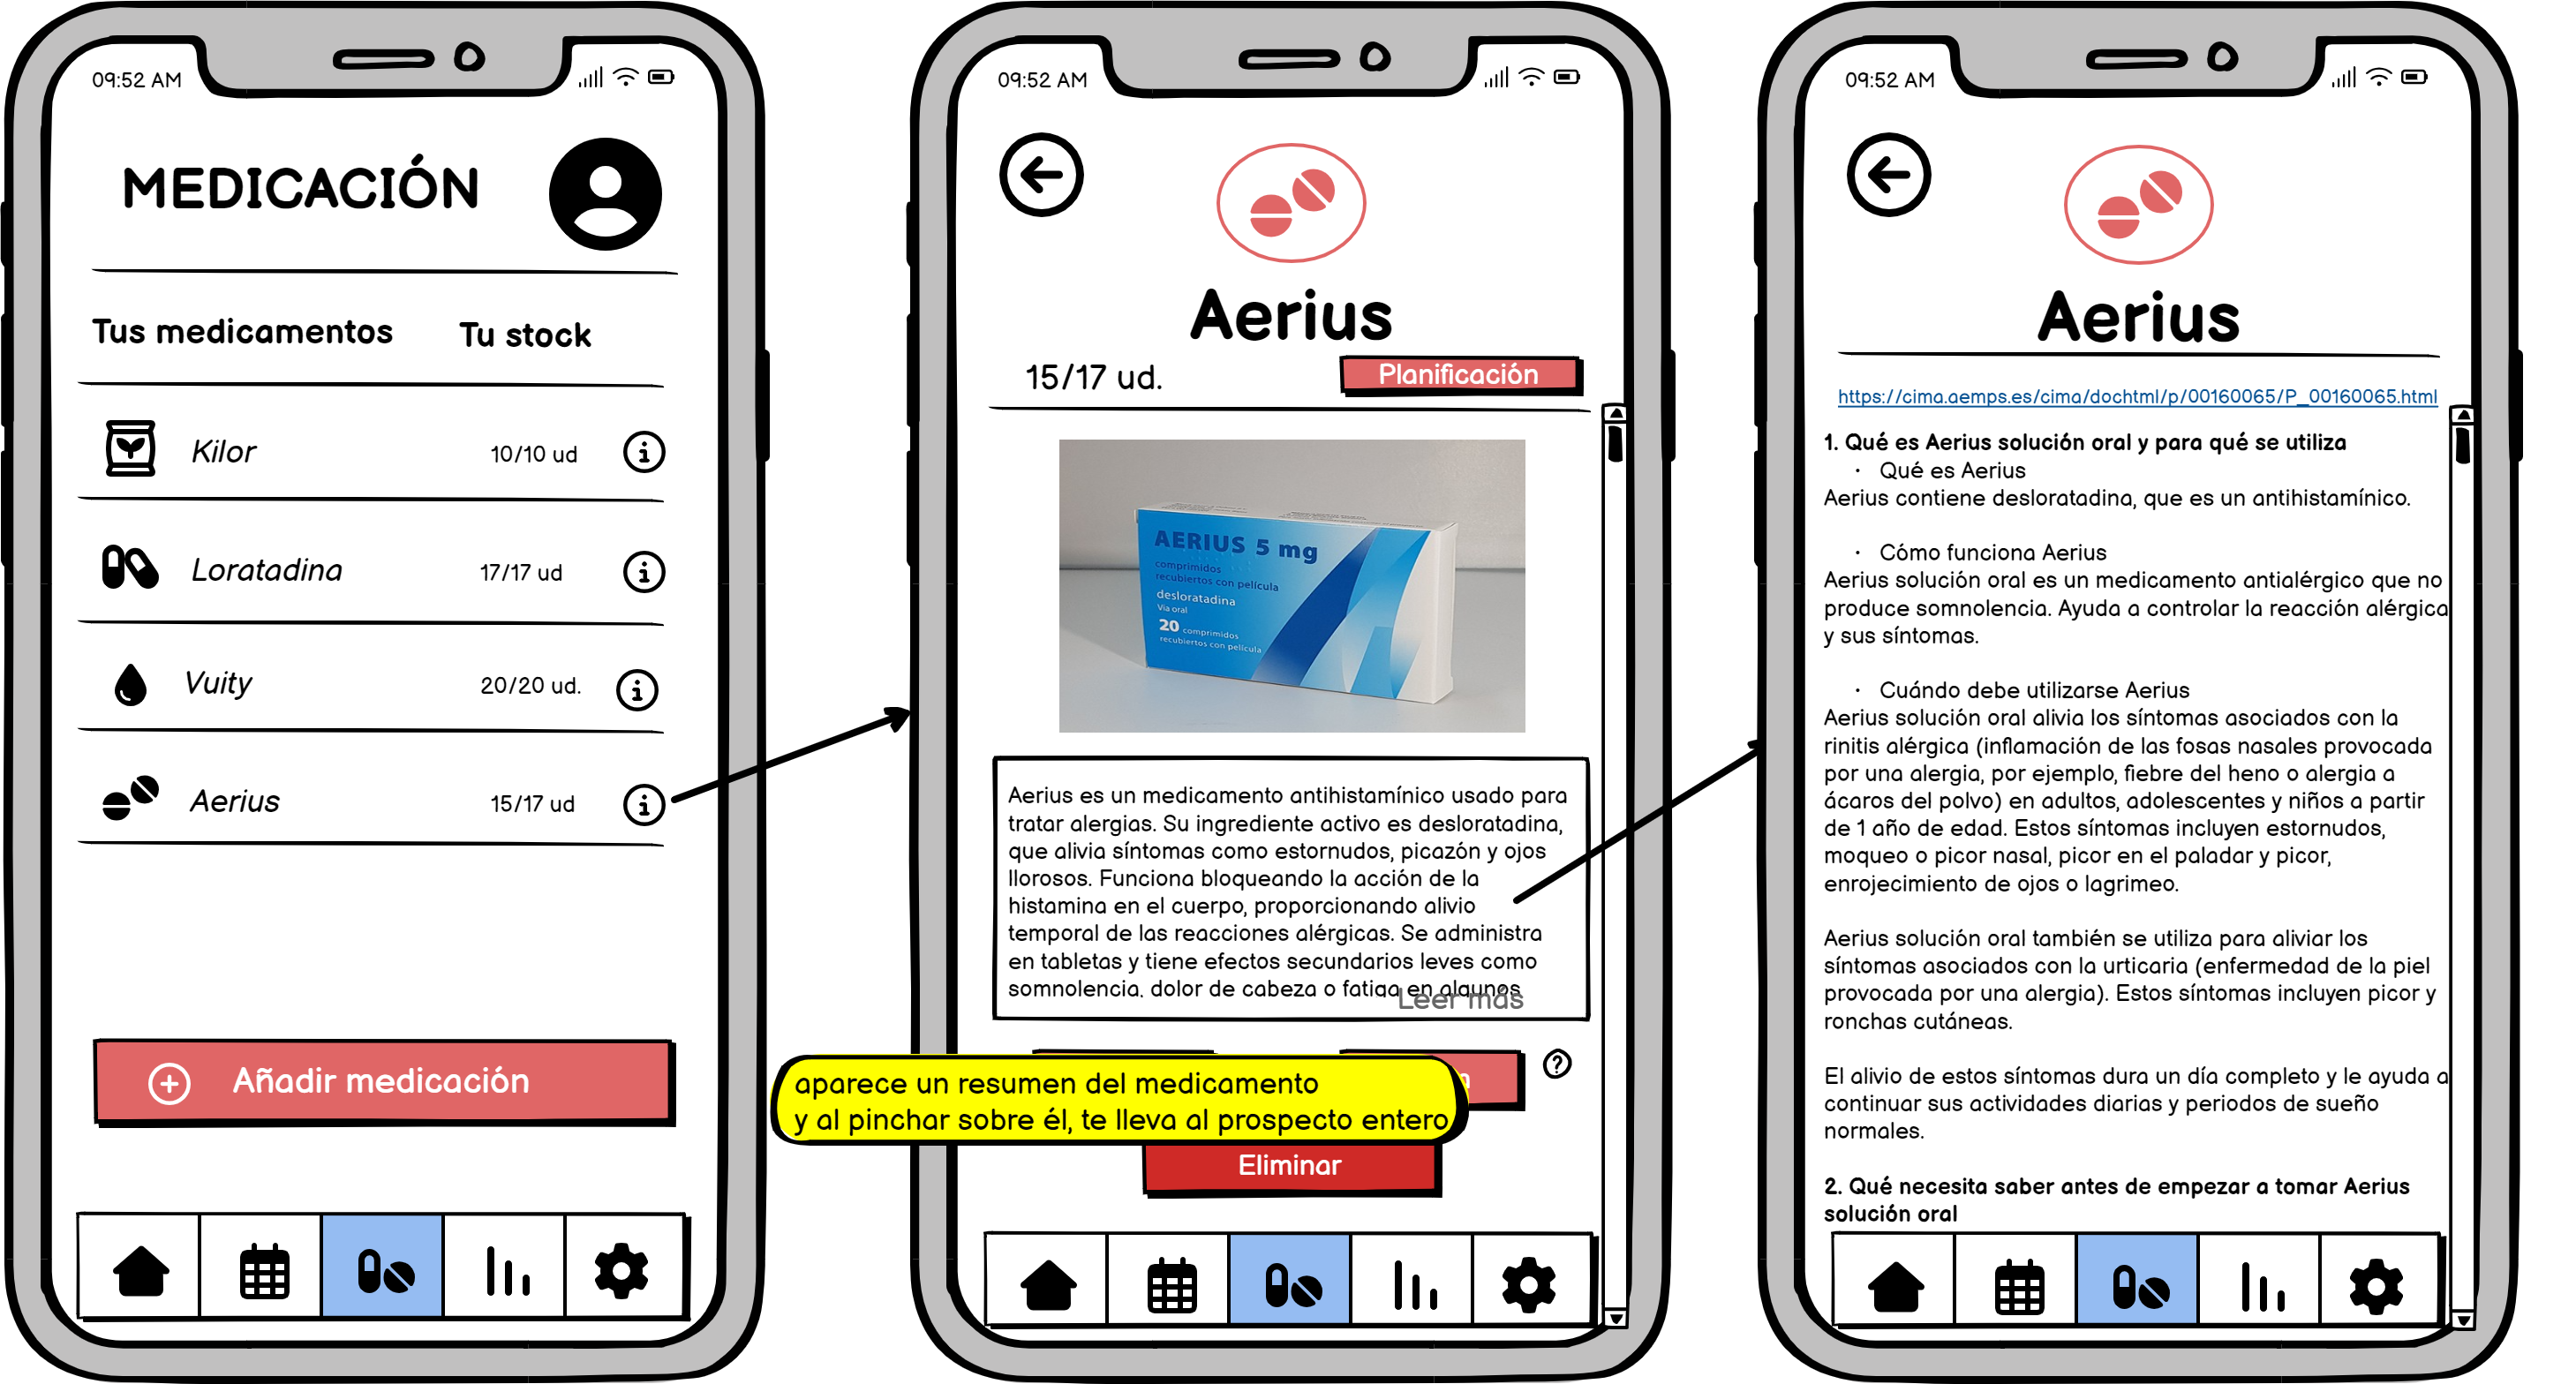 09:52 AM
MEDICACIÓN
Tus medicamentos Tu stock
Kilor 10/10 ud
Loratadina 17/17 ud
Vuity 20/20 ud.
Aerius 15/17 ud
Añadir medicación
09:52 AM
Aerius
15/17 ud. Planificación
AERIUS 5 mg
comprimidos
recubiertos con película
desloratadina
Vía oral
20 comprimidos
recubiertos con película
Aerius es un medicamento antihistamínico usado para
tratar alergias. Su ingrediente activo es desloratadina,
que alivia síntomas como estornudos, picazón y ojos
llorosos. Funciona bloqueando la acción de la
histamina en el cuerpo, proporcionando alivio
temporal de las reacciones alérgicas. Se administra
en tabletas y tiene efectos secundarios leves como
somnolencia, dolor de cabeza o fatiga en algunos
Leer más
aparece un resumen del medicamento
y al pinchar sobre él, te lleva al prospecto entero
Eliminar
09:52 AM
Aerius
https://cima.aemps.es/cima/dochtml/p/00160065/P_00160065.html
1. Qué es Aerius solución oral y para qué se utiliza
· Qué es Aerius
Aerius contiene desloratadina, que es un antihistamínico.
· Cómo funciona Aerius
Aerius solución oral es un medicamento antialérgico que no
produce somnolencia. Ayuda a controlar la reacción alérgica
y sus síntomas.
· Cuándo debe utilizarse Aerius
Aerius solución oral alivia los síntomas asociados con la
rinitis alérgica (inflamación de las fosas nasales provocada
por una alergia, por ejemplo, fiebre del heno o alergia a
ácaros del polvo) en adultos, adolescentes y niños a partir
de 1 año de edad. Estos síntomas incluyen estornudos,
moqueo o picor nasal, picor en el paladar y picor,
enrojecimiento de ojos o lagrimeo.
Aerius solución oral también se utiliza para aliviar los
síntomas asociados con la urticaria (enfermedad de la piel
provocada por una alergia). Estos síntomas incluyen picor y
ronchas cutáneas.
El alivio de estos síntomas dura un día completo y le ayuda a
continuar sus actividades diarias y periodos de sueño
normales.
2. Qué necesita saber antes de empezar a tomar Aerius
solución oral